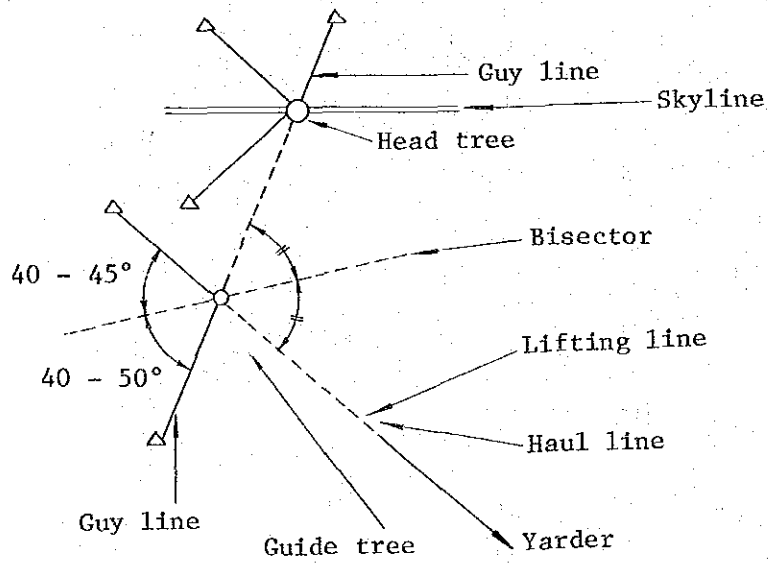 Guy line
Skyline
Head tree
Bisector
40 - 45°
Lifting line
40 - 50°
Haul line
Guy line
Guide tree
Yarder